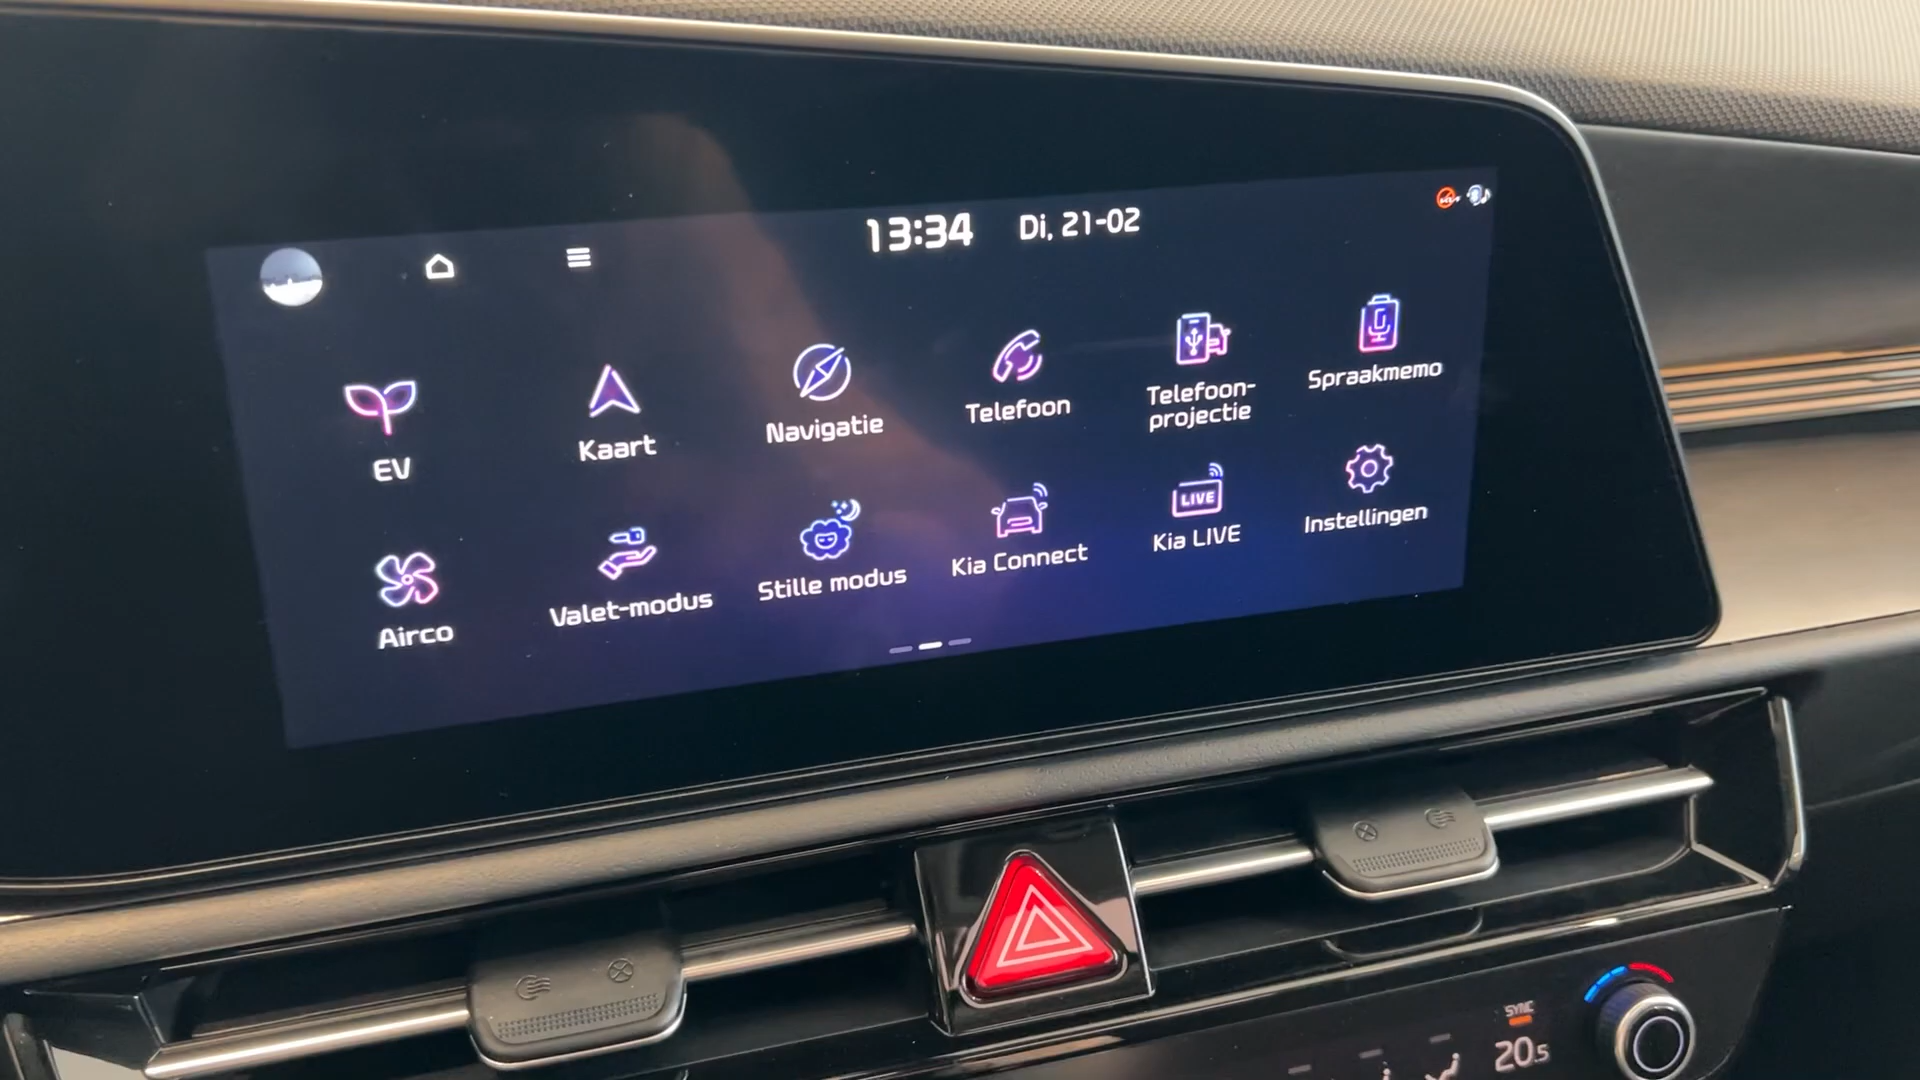 13:34 Di, 21-02
EV
Kaart
Navigatie
Telefoon
Telefoon-
projectie
Spraakmemo
Airco
Valet-modus
Stille modus
Kia Connect
LIVE
Kia LIVE
Instellingen
SYNC
20.5